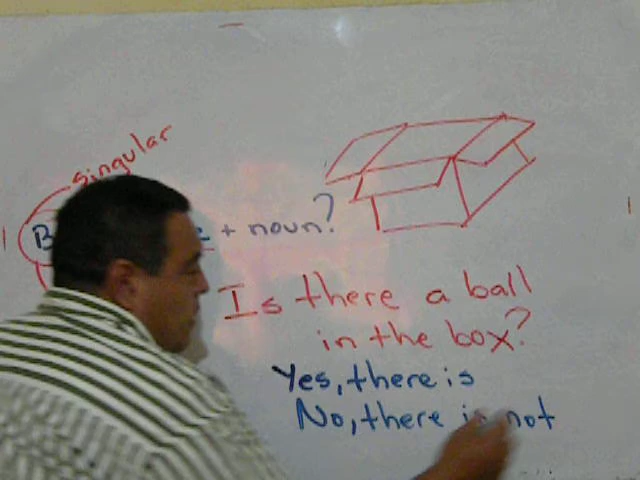 singular
+ noun?
Is there a ball
in the box?
Yes, there is
No, there is not